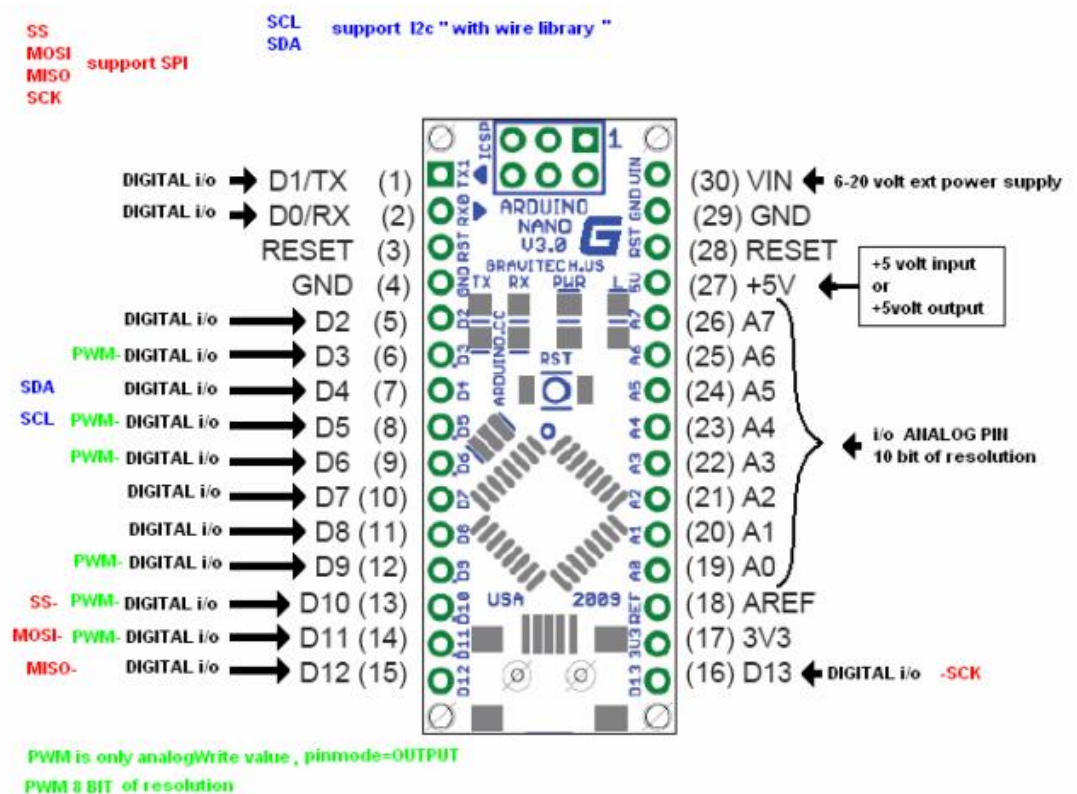 SS
MOSI
MISO
SCK
support SPI
SCL
SDA
support I2c " with wire library "
DIGITAL i/o D1/TX (1)
DIGITAL i/o D0/RX (2)
RESET (3)
GND (4)
DIGITAL i/o D2 (5)
PWM- DIGITAL i/o D3 (6)
SDA DIGITAL i/o D4 (7)
SCL PWM- DIGITAL i/o D5 (8)
PWM- DIGITAL i/o D6 (9)
DIGITAL i/o D7 (10)
DIGITAL i/o D8 (11)
PWM- DIGITAL i/o D9 (12)
SS- PWM- DIGITAL i/o D10 (13)
MOSI- PWM- DIGITAL i/o D11 (14)
MISO- DIGITAL i/o D12 (15)
ICSP
1
TX1
RX0
RST
GND
D2
D3
D4
D5
D6
D7
D8
D9
D10
D11
D12
ARDUINO
NANO
V3.0
G
GRAVITECH.US
TX RX PWR L
ARDUINO.CC
RST
USA 2009
VIN
GND
RST
5V
A7
A6
A5
A4
A3
A2
A1
A0
REF
3V3
D13
(30) VIN 6-20 volt ext power supply
(29) GND
(28) RESET
(27) +5V
+5 volt input
or
+5volt output
(26) A7
(25) A6
(24) A5
(23) A4
(22) A3
(21) A2
(20) A1
(19) A0
i/o ANALOG PIN
10 bit of resolution
(18) AREF
(17) 3V3
(16) D13 DIGITAL i/o -SCK
PWM is only analogWrite value , pinmode=OUTPUT
PWM 8 BIT of resolution